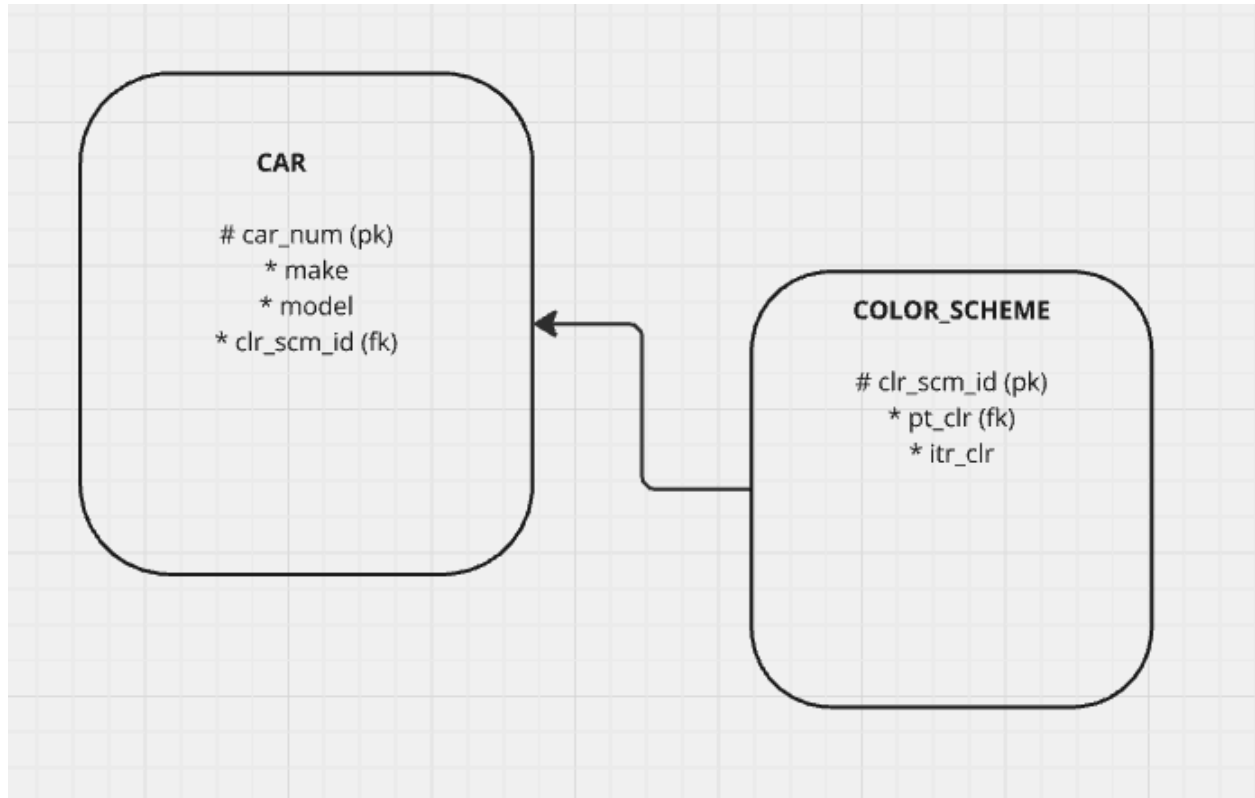 CAR
# car_num (pk)
* make
* model
* clr_scm_id (fk)
COLOR_SCHEME
# clr_scm_id (pk)
* pt_clr (fk)
* itr_clr